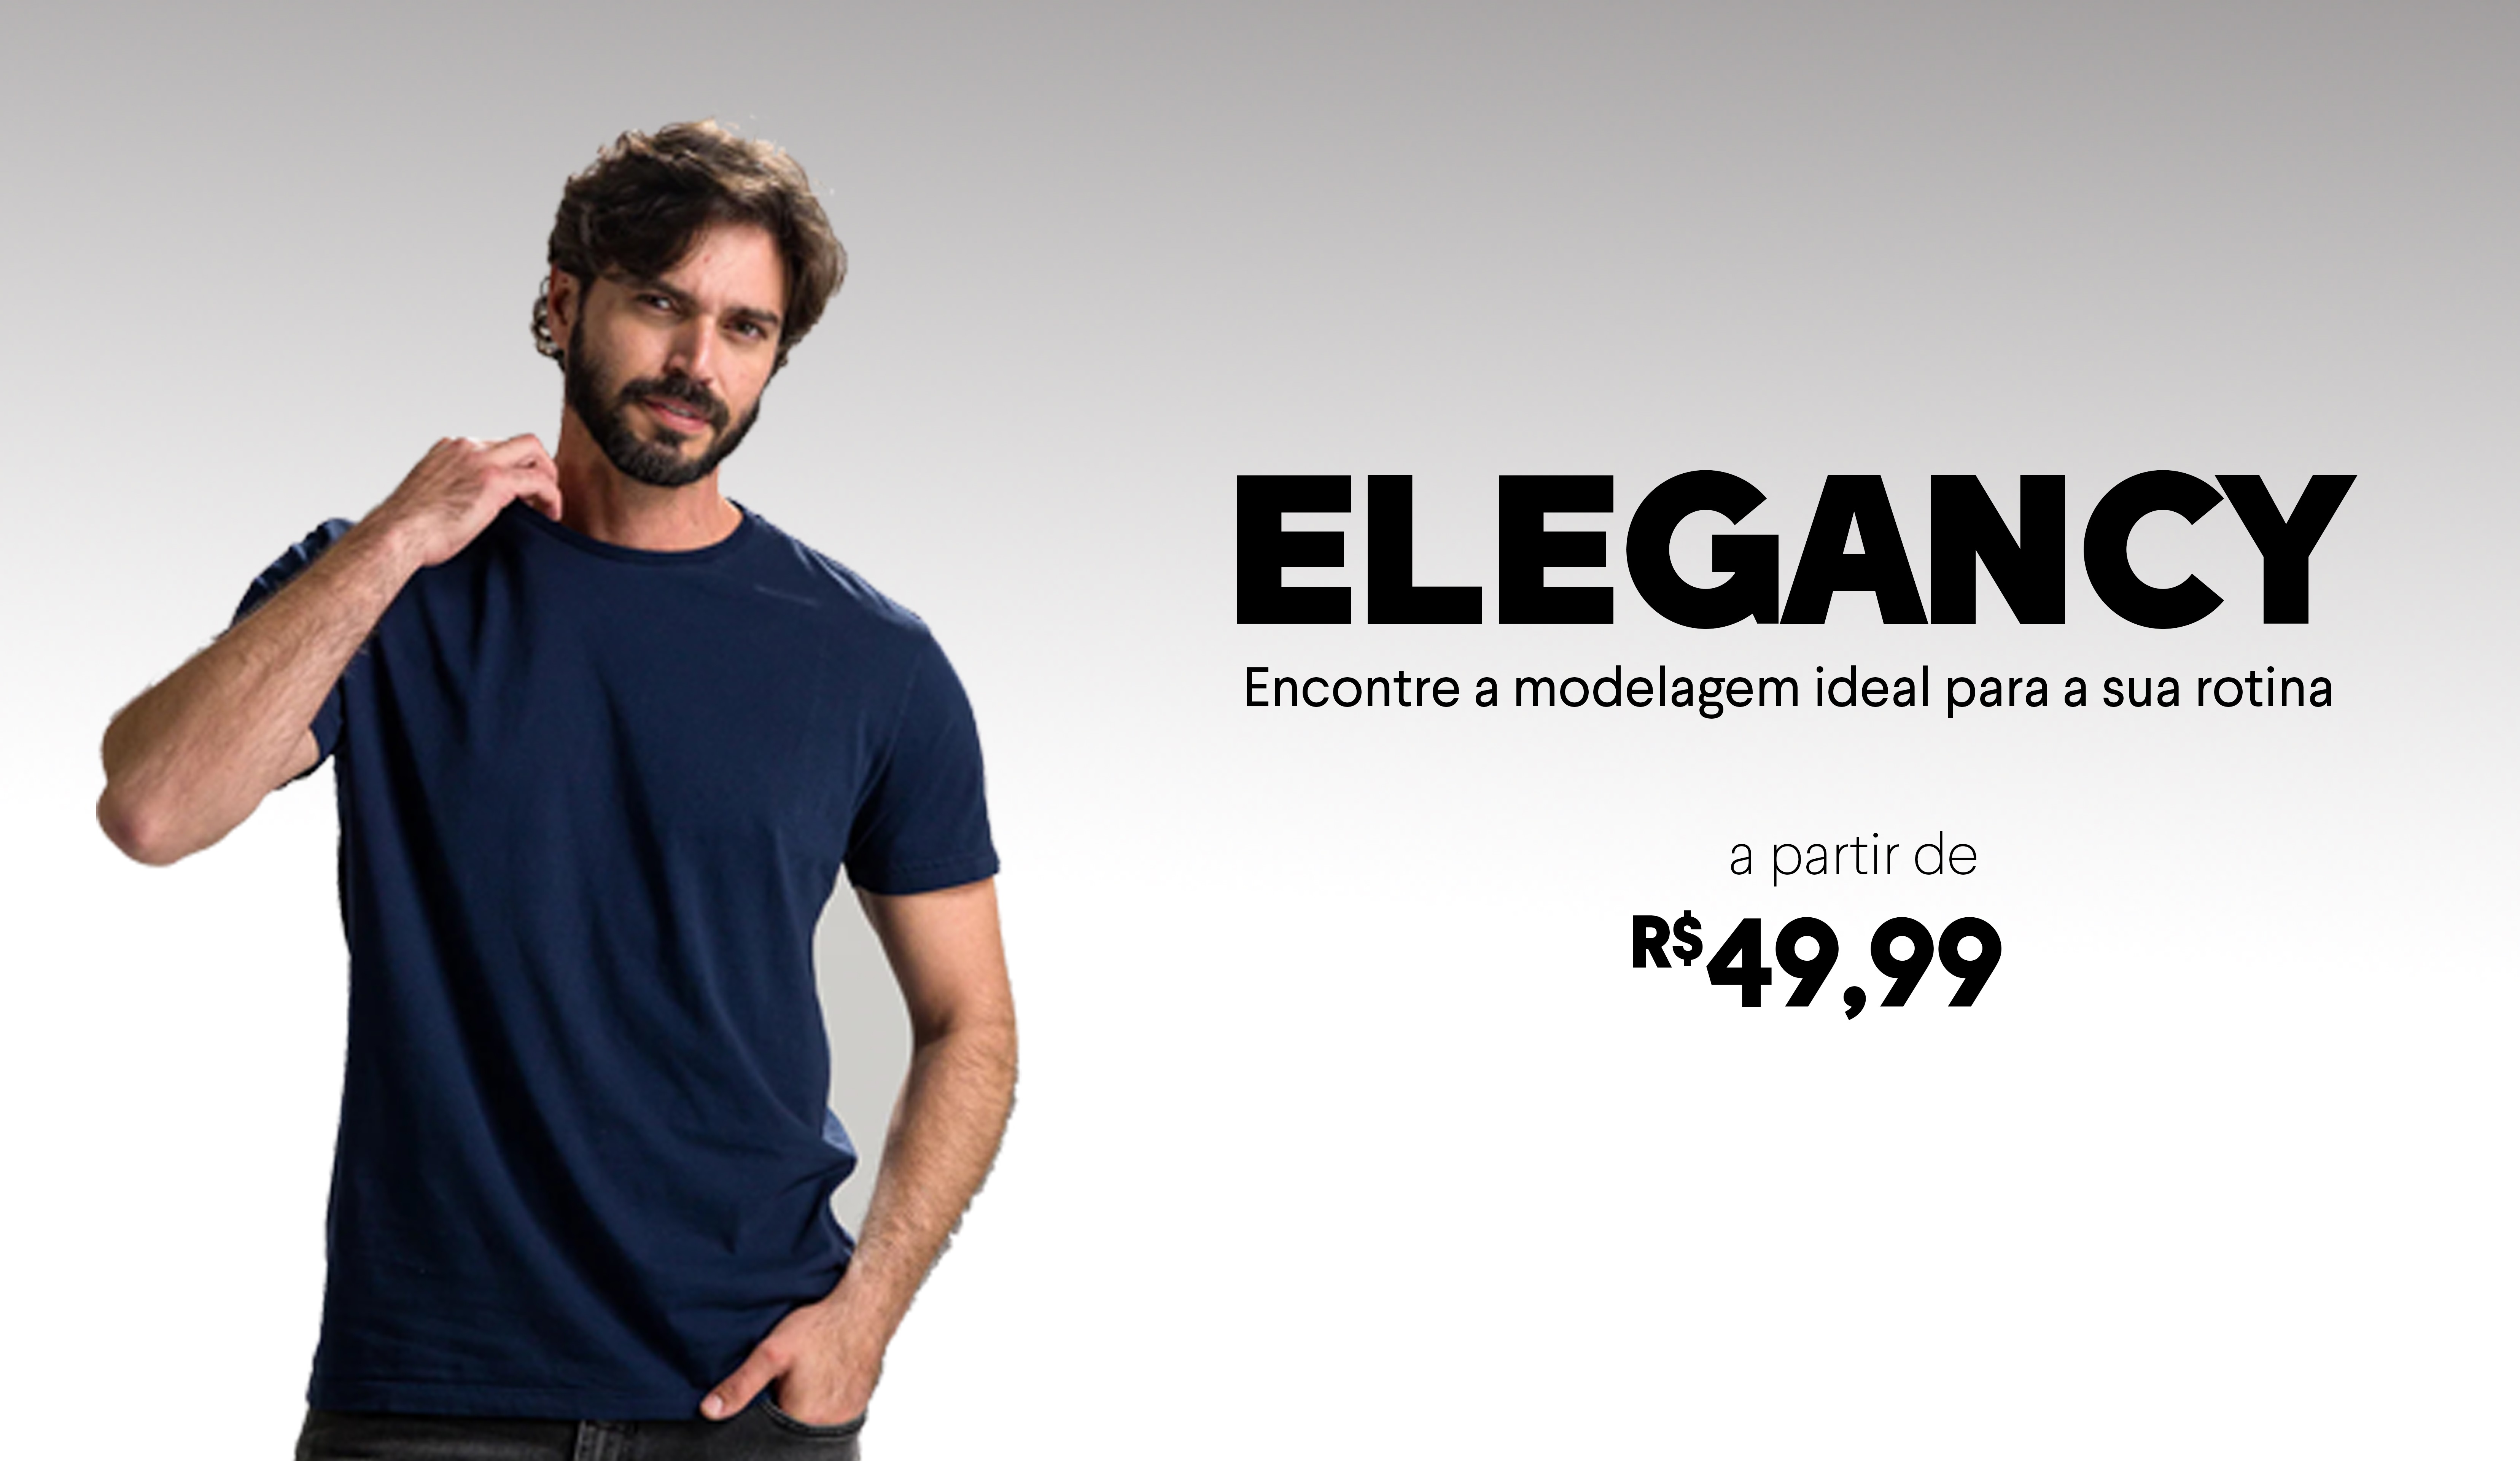 ELEGANCY
Encontre a modelagem ideal para a sua rotina
a partir de
R$49,99